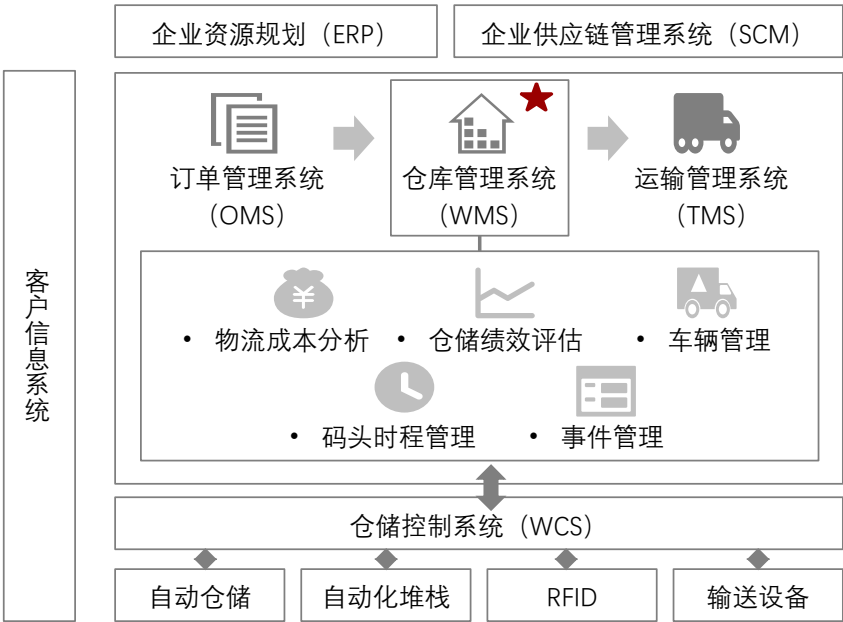 企业资源规划（ERP）
企业供应链管理系统（SCM）
客户信息系统
订单管理系统
（OMS）
仓库管理系统
（WMS）
运输管理系统
（TMS）
• 物流成本分析
• 仓储绩效评估
• 车辆管理
• 码头时程管理
• 事件管理
仓储控制系统（WCS）
自动仓储
自动化堆栈
RFID
输送设备